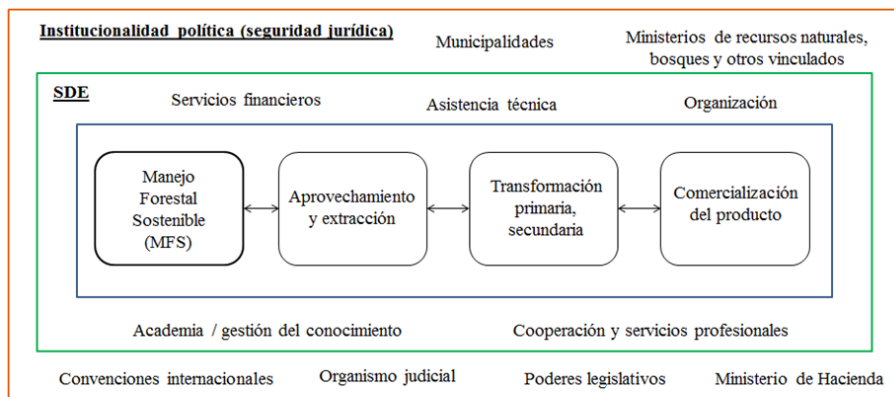 Institucionalidad política (seguridad jurídica)
Municipalidades
Ministerios de recursos naturales,
bosques y otros vinculados
SDE
Servicios financieros
Asistencia técnica
Organización
Manejo
Forestal
Sostenible
(MFS)
Aprovechamiento
y extracción
Transformación
primaria,
secundaria
Comercialización
del producto
Academia / gestión del conocimiento
Cooperación y servicios profesionales
Convenciones internacionales
Organismo judicial
Poderes legislativos
Ministerio de Hacienda